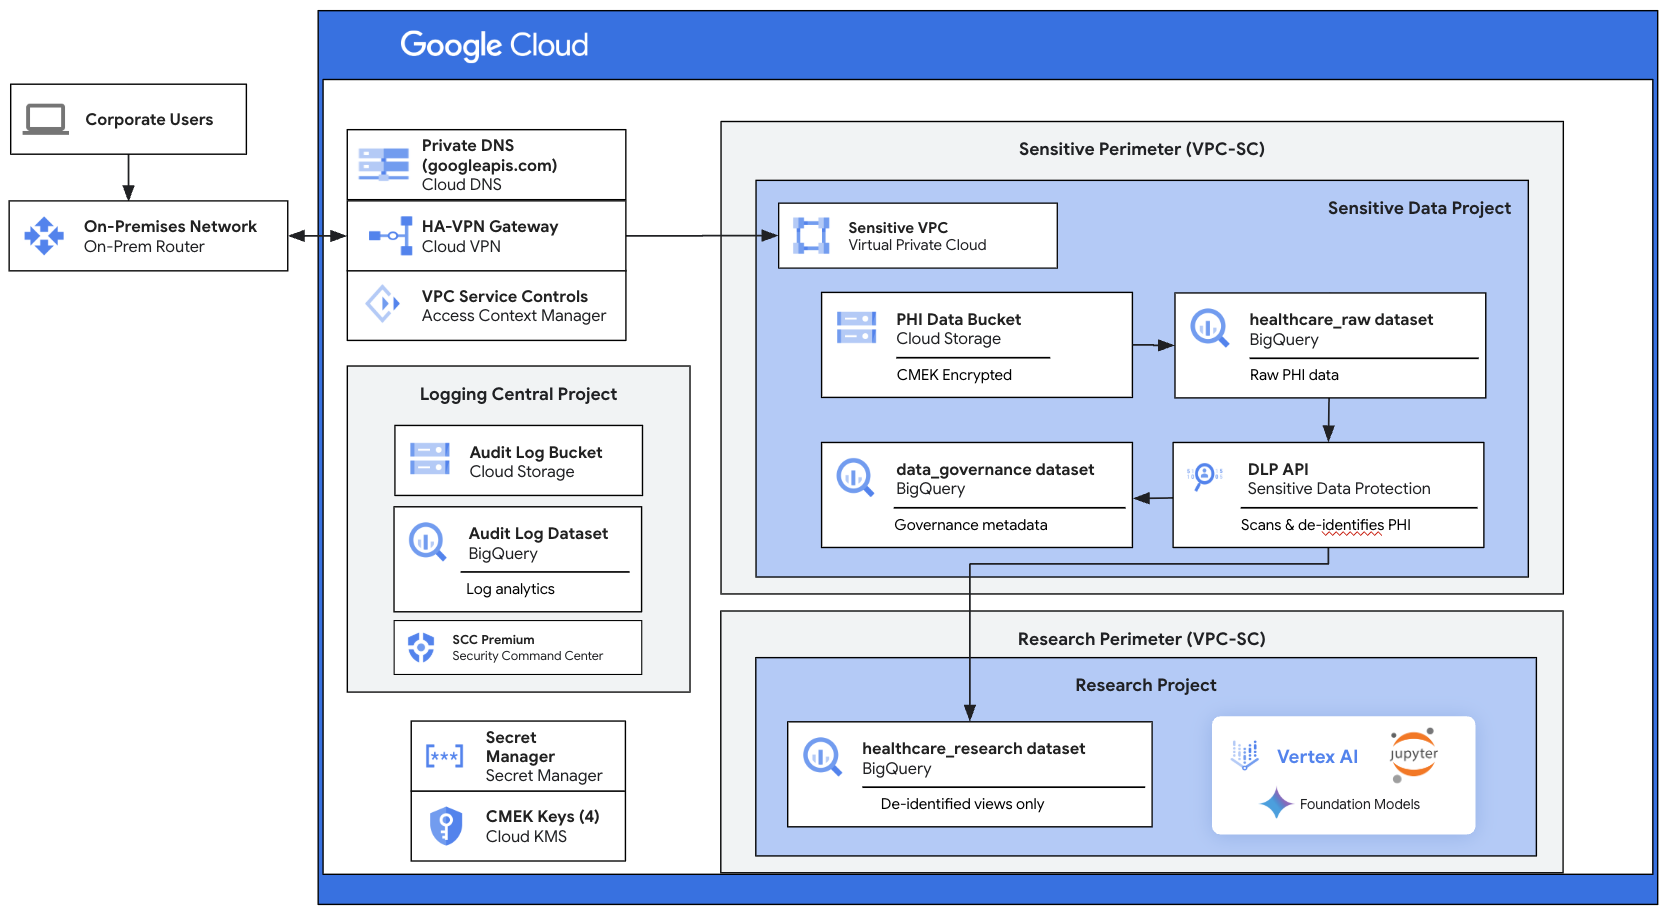 Google Cloud
Corporate Users
On-Premises Network
On-Prem Router
Private DNS
(googleapis.com)
Cloud DNS
HA-VPN Gateway
Cloud VPN
VPC Service Controls
Access Context Manager
Logging Central Project
Audit Log Bucket
Cloud Storage
Audit Log Dataset
BigQuery
Log analytics
SCC Premium
Security Command Center
Secret
Manager
Secret Manager
CMEK Keys (4)
Cloud KMS
Sensitive Perimeter (VPC-SC)
Sensitive Data Project
Sensitive VPC
Virtual Private Cloud
PHI Data Bucket
Cloud Storage
CMEK Encrypted
healthcare_raw dataset
BigQuery
Raw PHI data
data_governance dataset
BigQuery
Governance metadata
DLP API
Sensitive Data Protection
Scans & de-identifies PHI
Research Perimeter (VPC-SC)
Research Project
healthcare_research dataset
BigQuery
De-identified views only
Vertex AI
jupyter
Foundation Models